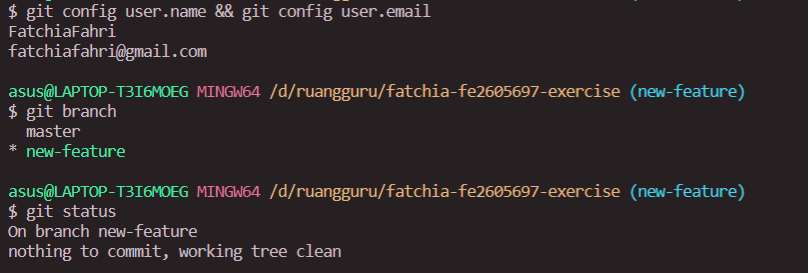 $ git config user.name && git config user.email
FatchiaFahri
fatchiafahri@gmail.com
asus@LAPTOP-T3I6MOEG MINGW64 /d/ruangguru/fatchia-fe2605697-exercise (new-feature)
$ git branch
  master
* new-feature
asus@LAPTOP-T3I6MOEG MINGW64 /d/ruangguru/fatchia-fe2605697-exercise (new-feature)
$ git status
On branch new-feature
nothing to commit, working tree clean